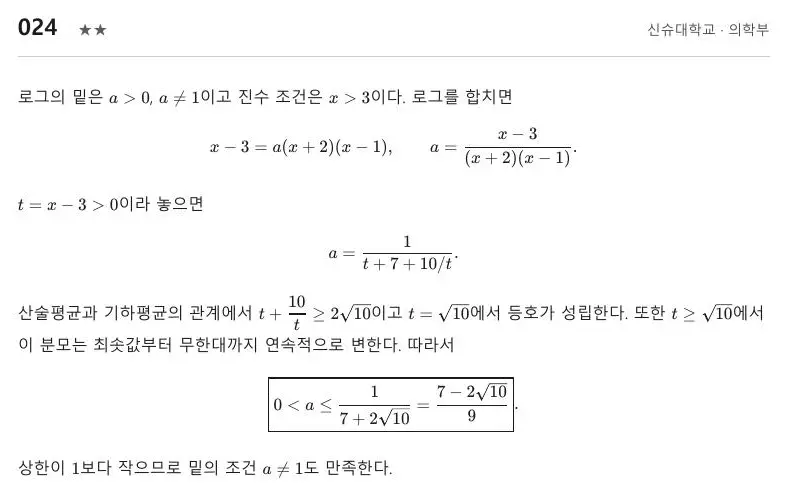 024 ★★ 신슈대학교 · 의학부
로그의 밑은 a > 0, a ≠ 1이고 진수 조건은 x > 3이다. 로그를 합치면
x − 3 = a(x + 2)(x − 1), a = \frac{x − 3}{(x + 2)(x − 1)}.
t = x − 3 > 0이라 놓으면
a = \frac{1}{t + 7 + 10/t}.
산술평균과 기하평균의 관계에서 t + \frac{10}{t} ≥ 2√10이고 t = √10에서 등호가 성립한다. 또한 t ≥ √10에서
이 분모는 최솟값부터 무한대까지 연속적으로 변한다. 따라서
0 < a ≤ \frac{1}{7 + 2√10} = \frac{7 − 2√10}{9}.
상한이 1보다 작으므로 밑의 조건 a ≠ 1도 만족한다.